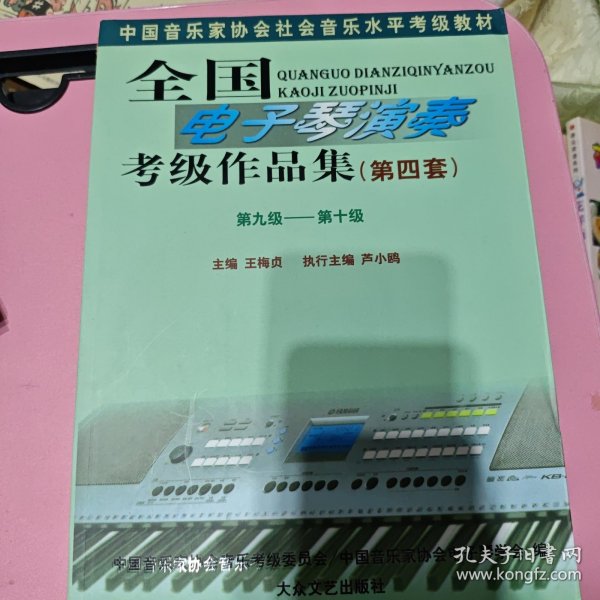 中国音乐家协会社会音乐水平考级教材
全国
QUANGUO DIANZIQINYANZOU
KAOJI ZUOPINJI
电子琴演奏
考级作品集(第四套)
第九级——第十级
主编 王梅贞 执行主编 芦小鸥
中国音乐家协会音乐考级委员会/中国音乐家协会 编
大众文艺出版社
孔夫子旧书网
www.kongfz.com